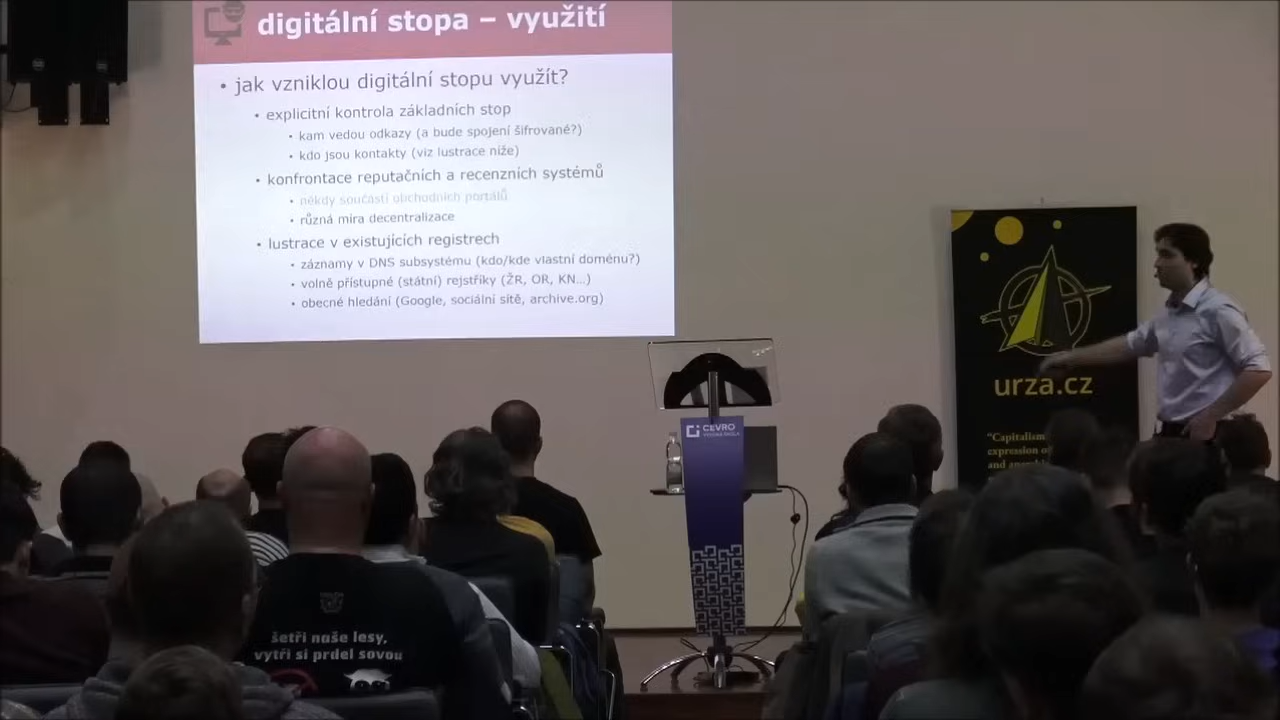 digitální stopa – využití
• jak vzniklou digitální stopu využít?
• explicitní kontrola základních stop
• kam vedou odkazy (a bude spojení šifrované?)
• kdo jsou kontakty (viz lustrace níže)
• konfrontace reputačních a recenzních systémů
• někdy součástí obchodních portálů
• různá míra decentralizace
• lustrace v existujících registrech
• záznamy v DNS subsystému (kdo/kde vlastní doménu?)
• volně přístupné (státní) rejstříky (ŽR, OR, KN...)
• obecné hledání (Google, sociální sítě, archive.org)
urza.cz
"Capitalism
expression o
and
CEVRO
VYSOKÁ ŠKOLA
šetři naše lesy,
vytři si prdel sovou